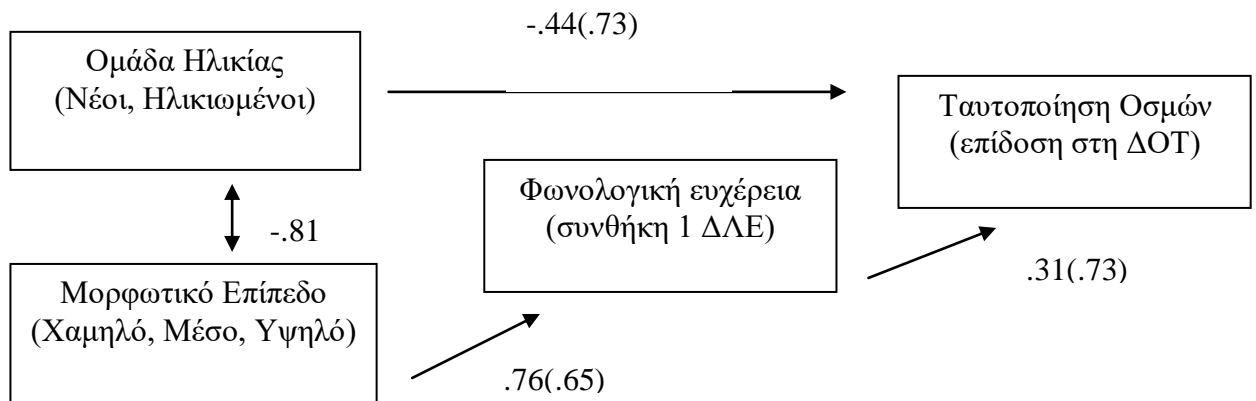 -.44(.73)
Ομάδα Ηλικίας
(Νέοι, Ηλικιωμένοι)
Ταυτοποίηση Οσμών
(επίδοση στη ΔΟΤ)
Φωνολογική ευχέρεια
(συνθήκη 1 ΔΛΕ)
-.81
.31(.73)
Μορφωτικό Επίπεδο
(Χαμηλό, Μέσο, Υψηλό)
.76(.65)